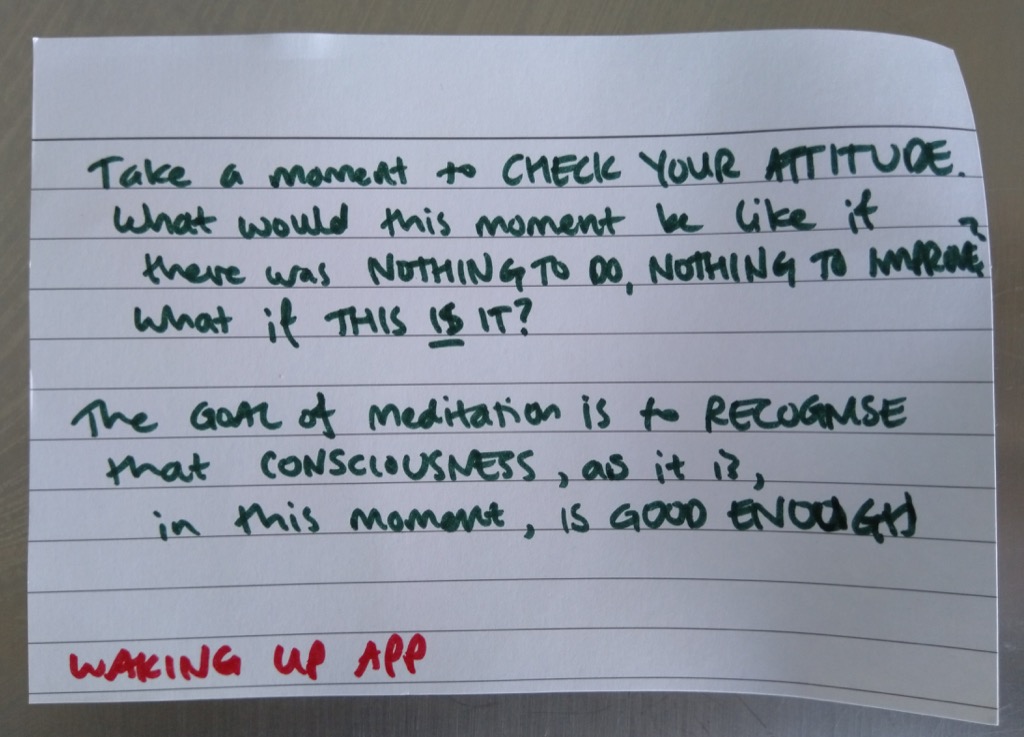 Take a moment to CHECK YOUR ATTITUDE.
What would this moment be like if
there was NOTHING TO DO, NOTHING TO IMPROVE?
What if THIS IS IT?
The GOAL of meditation is to RECOGNISE
that CONSCIOUSNESS, as it is,
in this moment, IS GOOD ENOUGH
WAKING UP APP